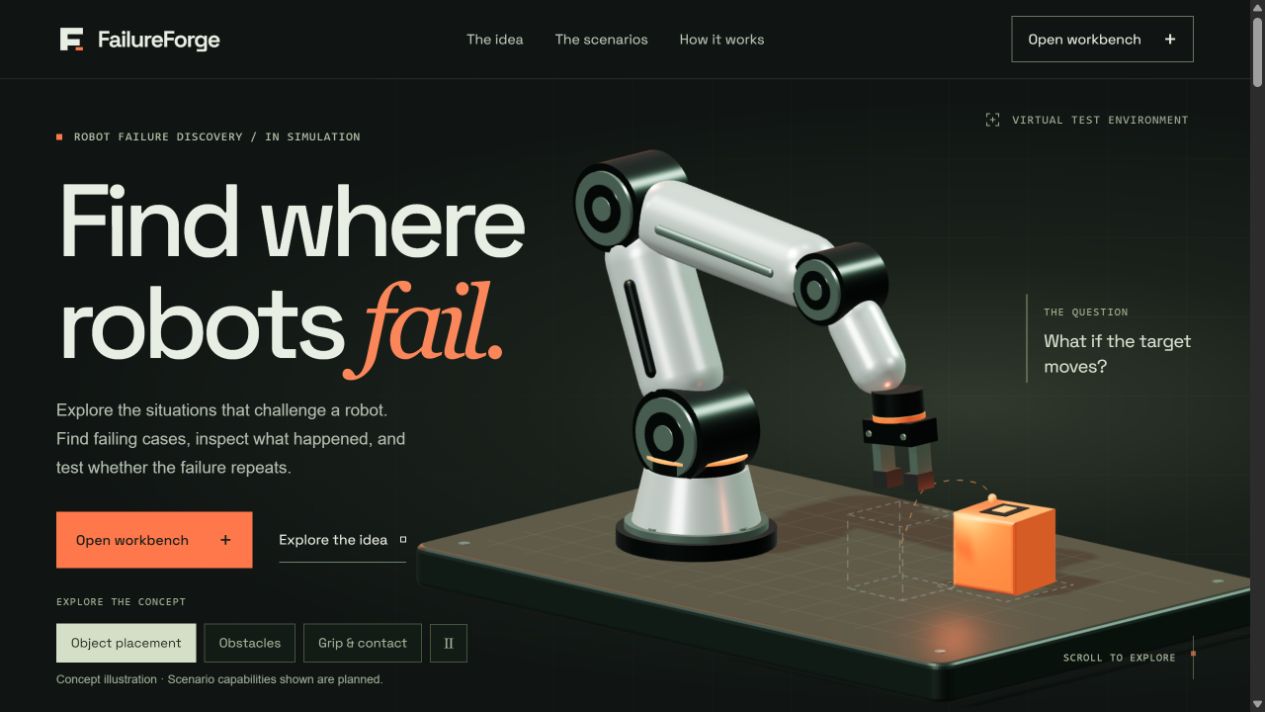 FailureForge
The idea
The scenarios
How it works
Open workbench +
VIRTUAL TEST ENVIRONMENT
ROBOT FAILURE DISCOVERY / IN SIMULATION
Find where
robots fail.
Explore the situations that challenge a robot.
Find failing cases, inspect what happened, and
test whether the failure repeats.
THE QUESTION
What if the target
moves?
Open workbench +
Explore the idea
EXPLORE THE CONCEPT
Object placement
Obstacles
Grip & contact
Concept illustration · Scenario capabilities shown are planned.
SCROLL TO EXPLORE